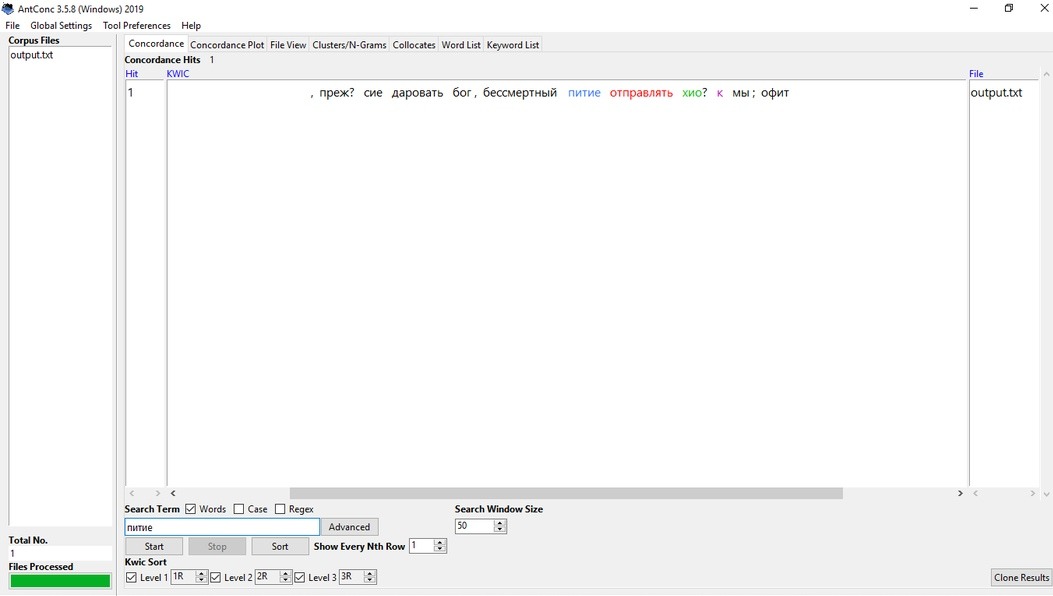 AntConc 3.5.8 (Windows) 2019
File Global Settings Tool Preferences Help
Corpus Files
output.txt
Concordance Concordance Plot File View Clusters/N-Grams Collocates Word List Keyword List
Concordance Hits 1
Hit KWIC File
1 , преж? сие даровать бог, бессмертный питие отправлять хио? к мы; офит output.txt
Search Term Words Case Regex Search Window Size
питие Advanced 50
Start Stop Sort Show Every Nth Row 1
Total No.
1
Files Processed
Kwic Sort
Level 1 1R Level 2 2R Level 3 3R Clone Results